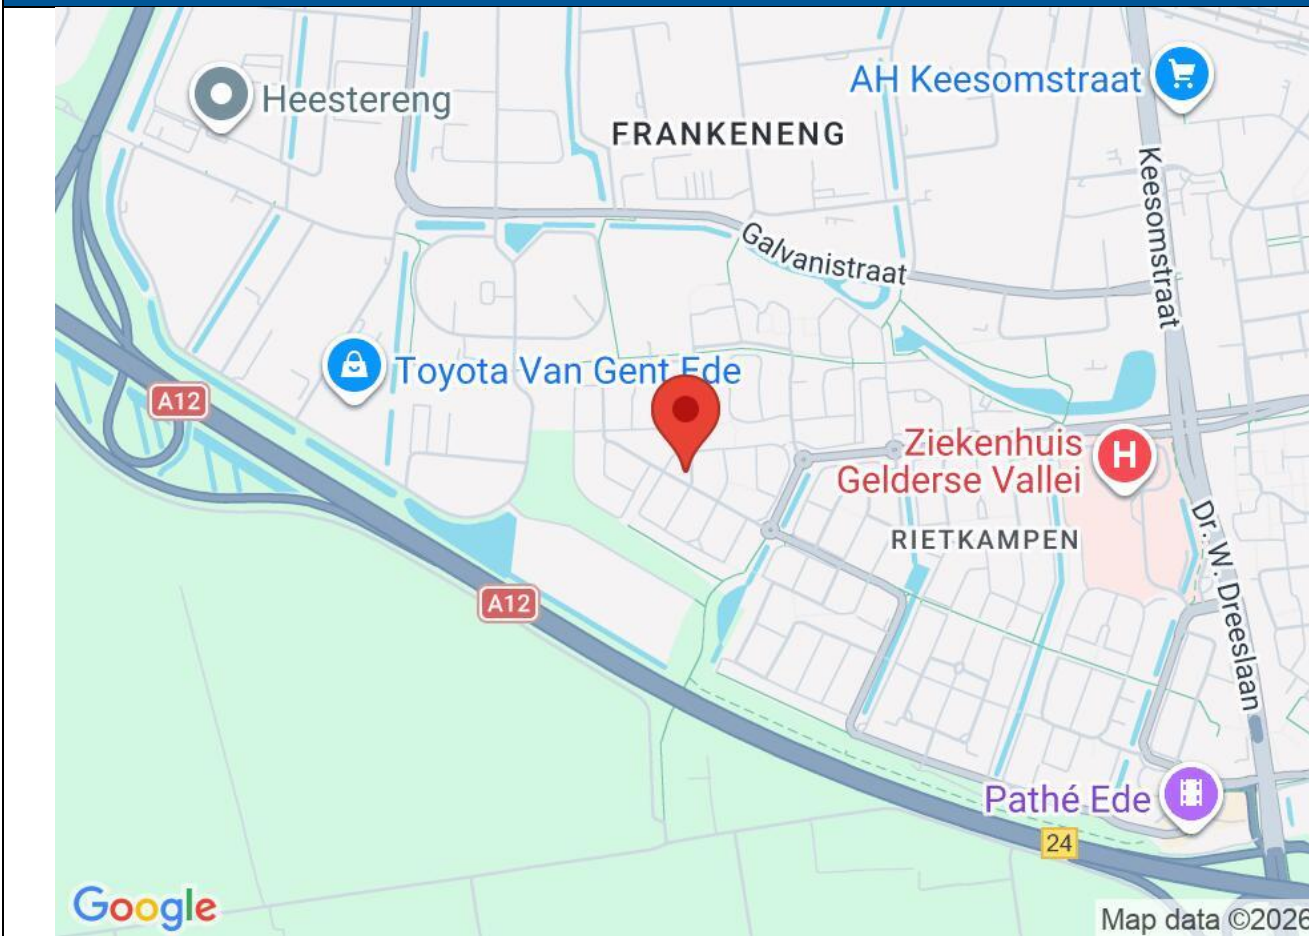 AH Keesomstraat
Heestereng
FRANKENENG
Keesomstraat
Galvanistraat
Toyota Van Gent Ede
A12
Ziekenhuis
Gelderse Vallei
H
Dr. W. Dreeslaan
RIETKAMPEN
A12
Pathé Ede
24
Google
Map data ©2026